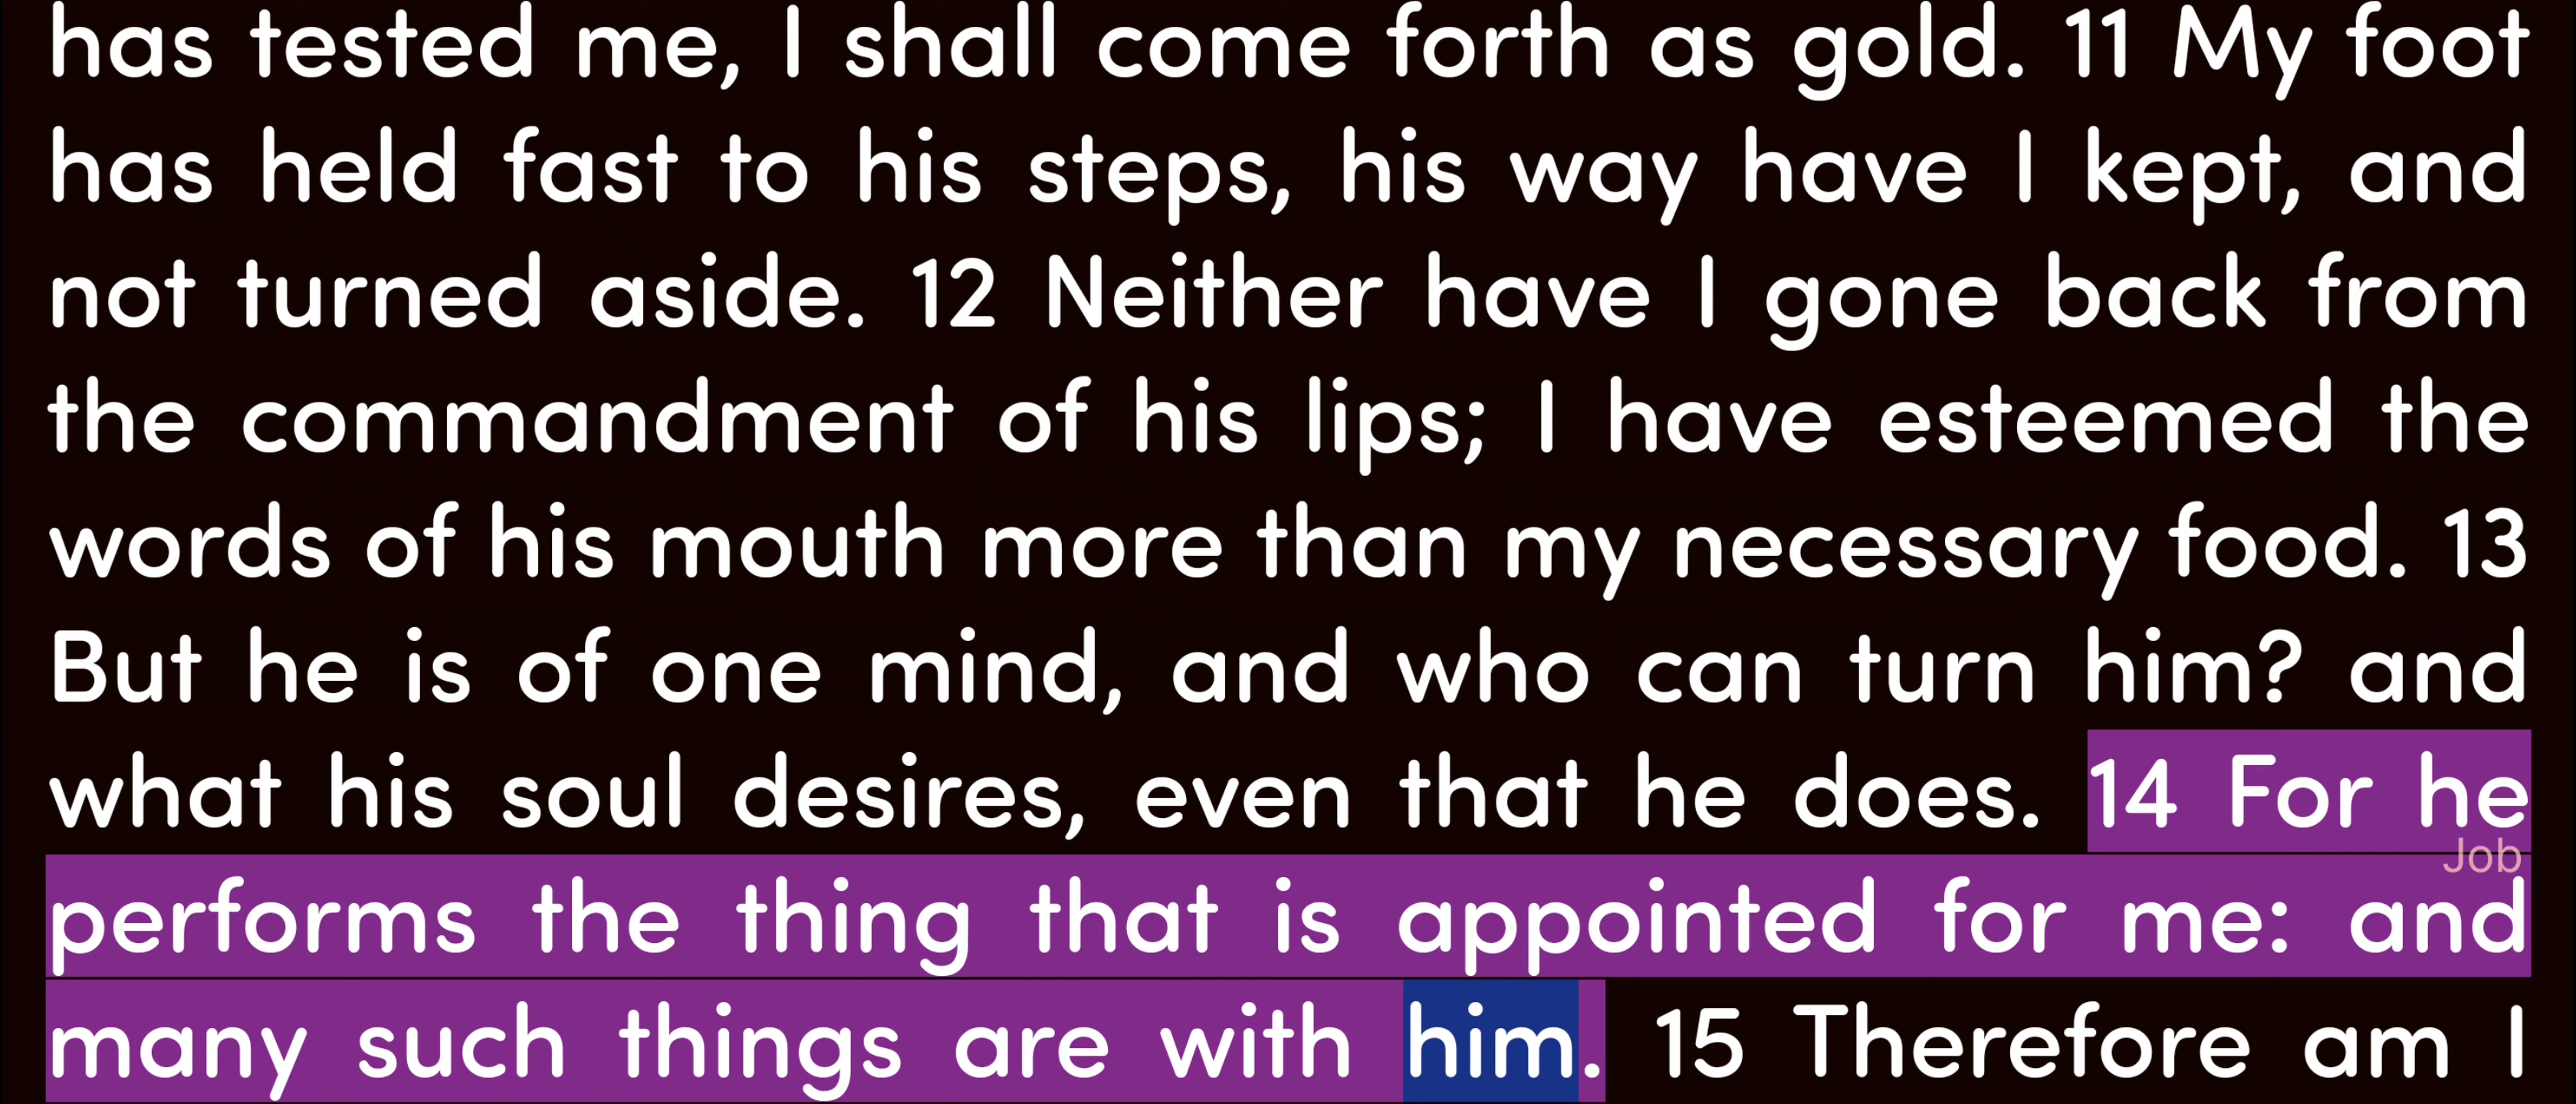 has tested me, I shall come forth as gold. 11 My foot
has held fast to his steps, his way have I kept, and
not turned aside. 12 Neither have I gone back from
the commandment of his lips; I have esteemed the
words of his mouth more than my necessary food. 13
But he is of one mind, and who can turn him? and
what his soul desires, even that he does. 14 For he
Job
performs the thing that is appointed for me: and
many such things are with him. 15 Therefore am I